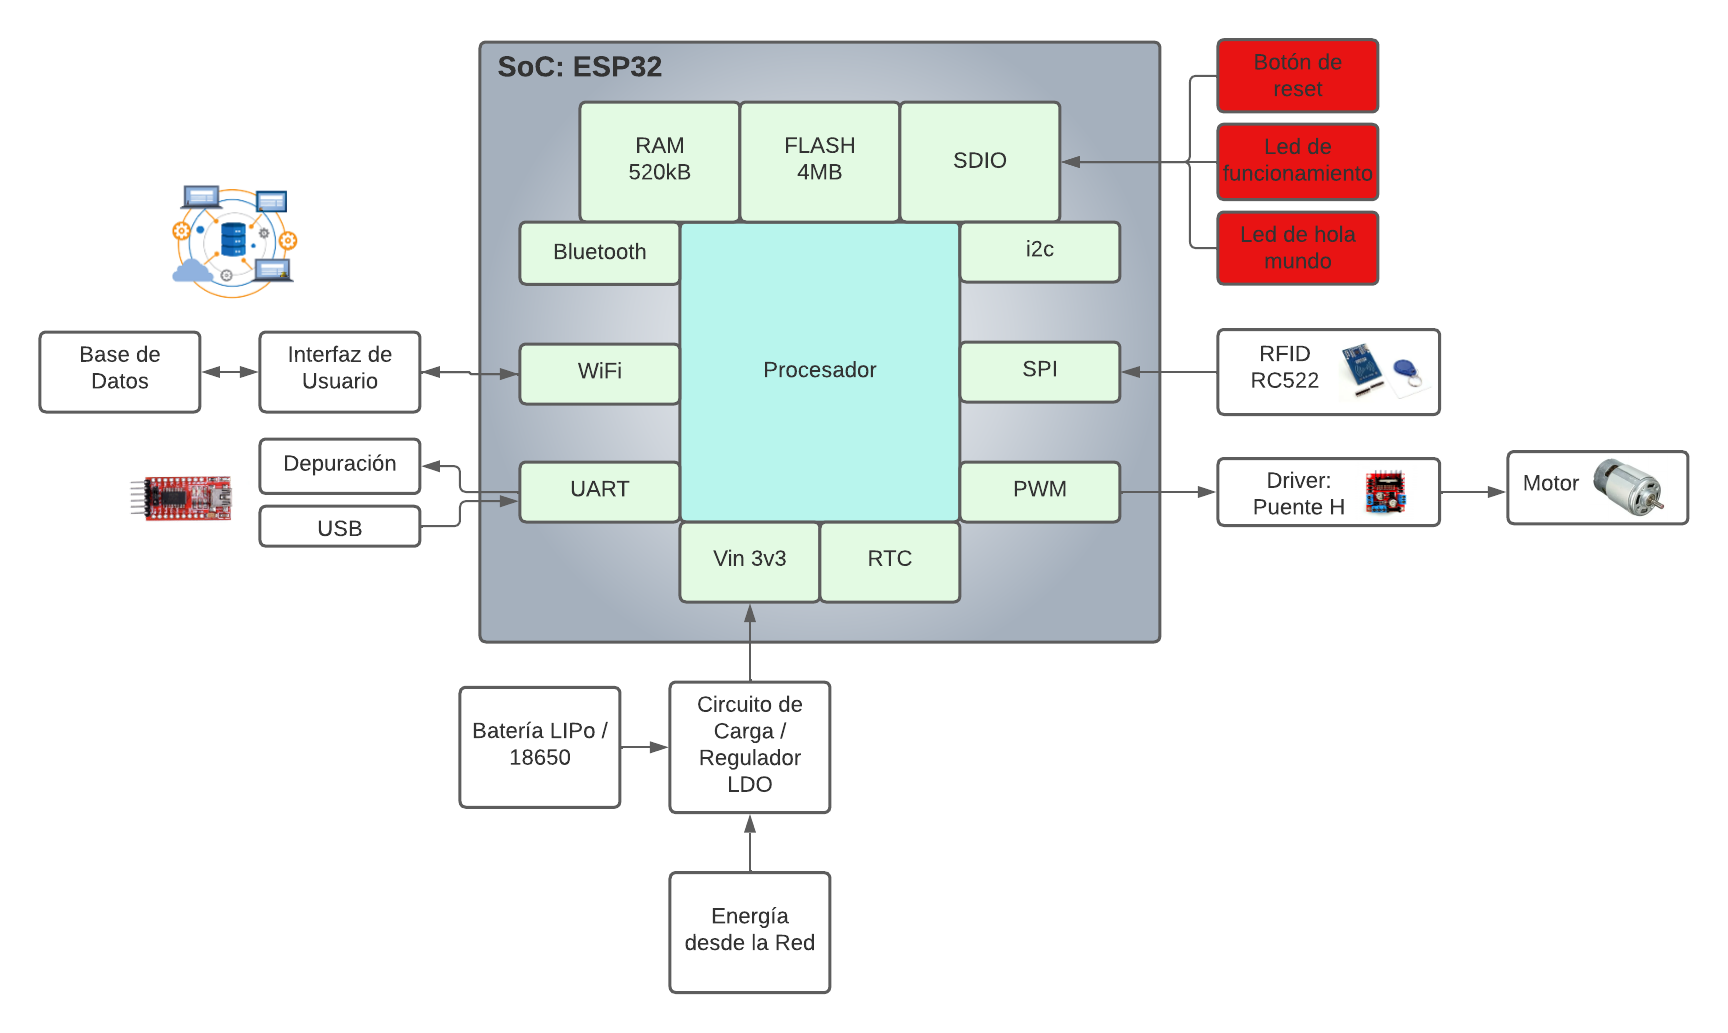 SoC: ESP32
RAM
520kB
FLASH
4MB
SDIO
Botón de
reset
Led de
funcionamiento
Led de hola
mundo
Bluetooth
i2c
Procesador
Base de
Datos
Interfaz de
Usuario
WiFi
SPI
RFID
RC522
Depuración
USB
UART
PWM
Driver:
Puente H
Motor
Vin 3v3
RTC
Batería LIPo /
18650
Circuito de
Carga /
Regulador
LDO
Energía
desde la Red